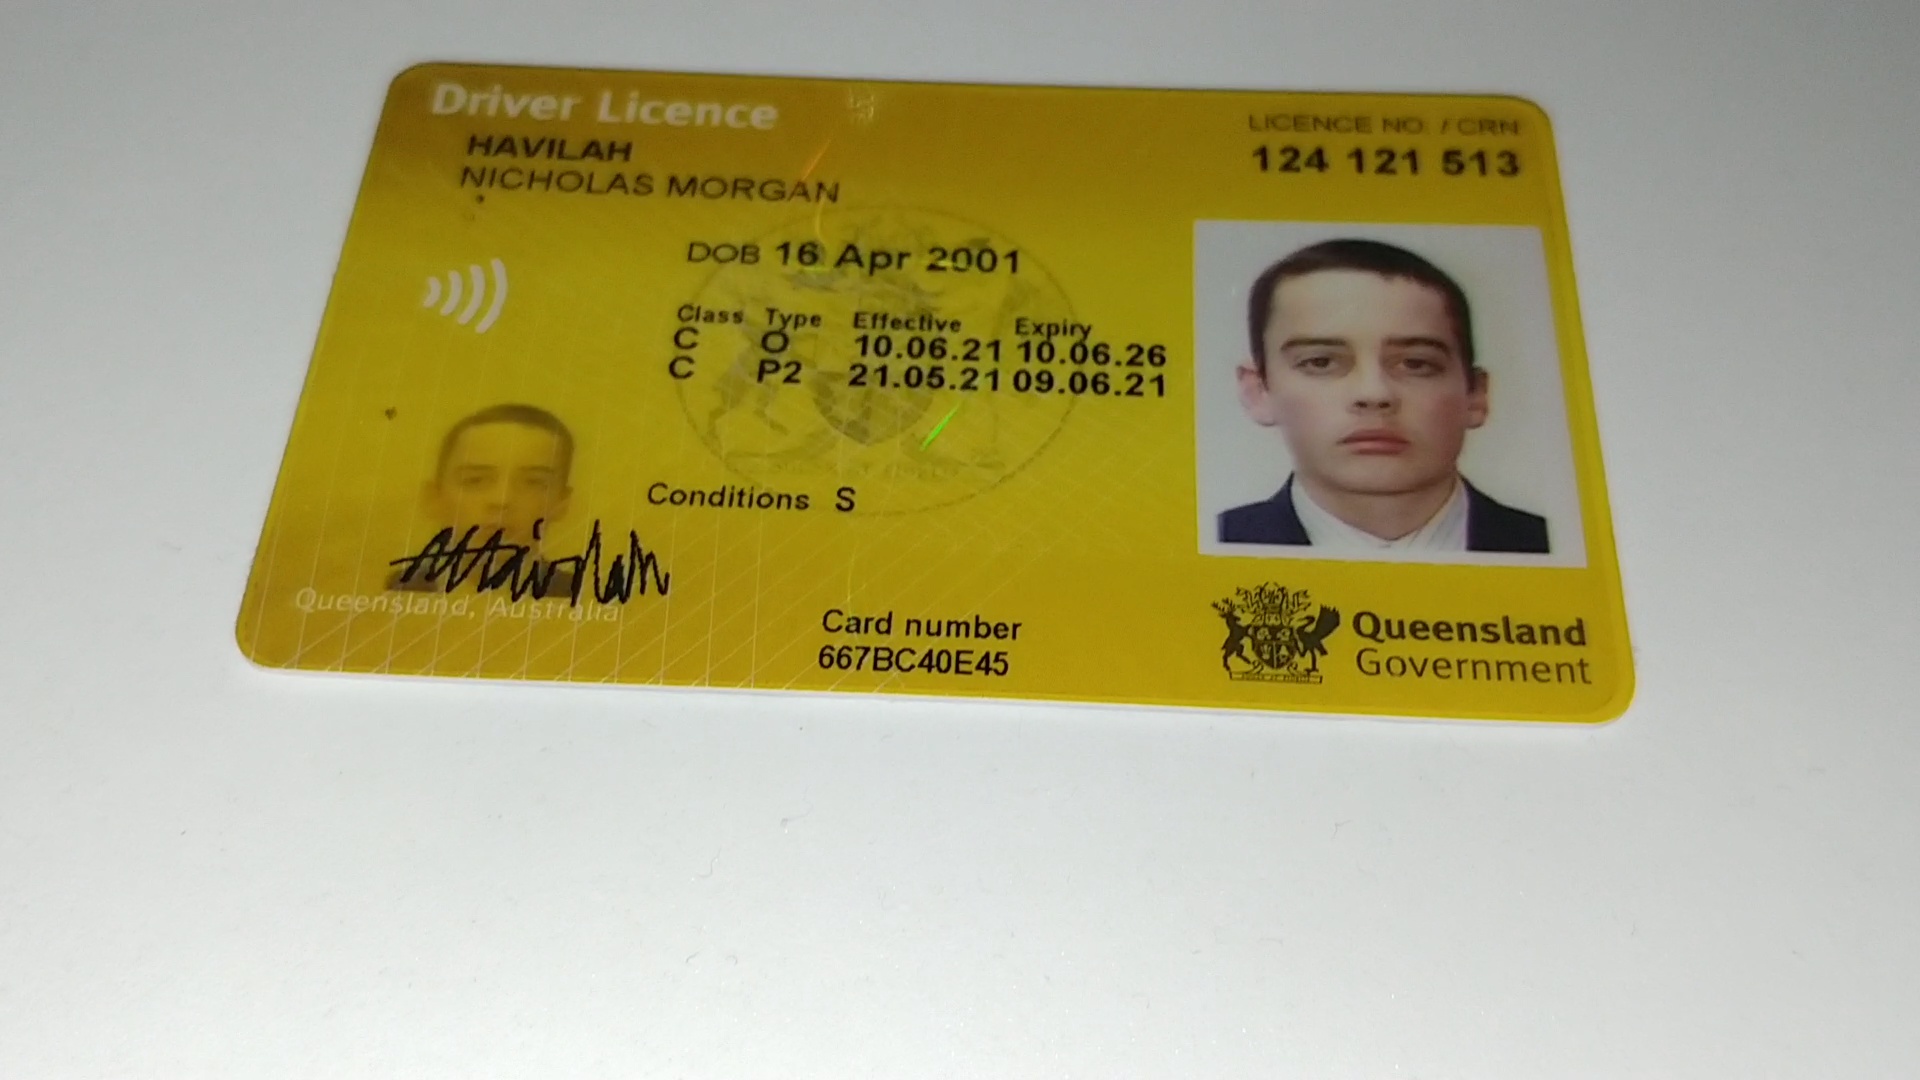 Driver Licence
HAVILAH
NICHOLAS MORGAN
LICENCE NO. / CRN
124 121 513
DOB 16 Apr 2001
Class Type Effective Expiry
C O 10.06.21 10.06.26
C P2 21.05.21 09.06.21
Conditions S
Queensland, Australia
Card number
667BC40E45
Queensland
Government